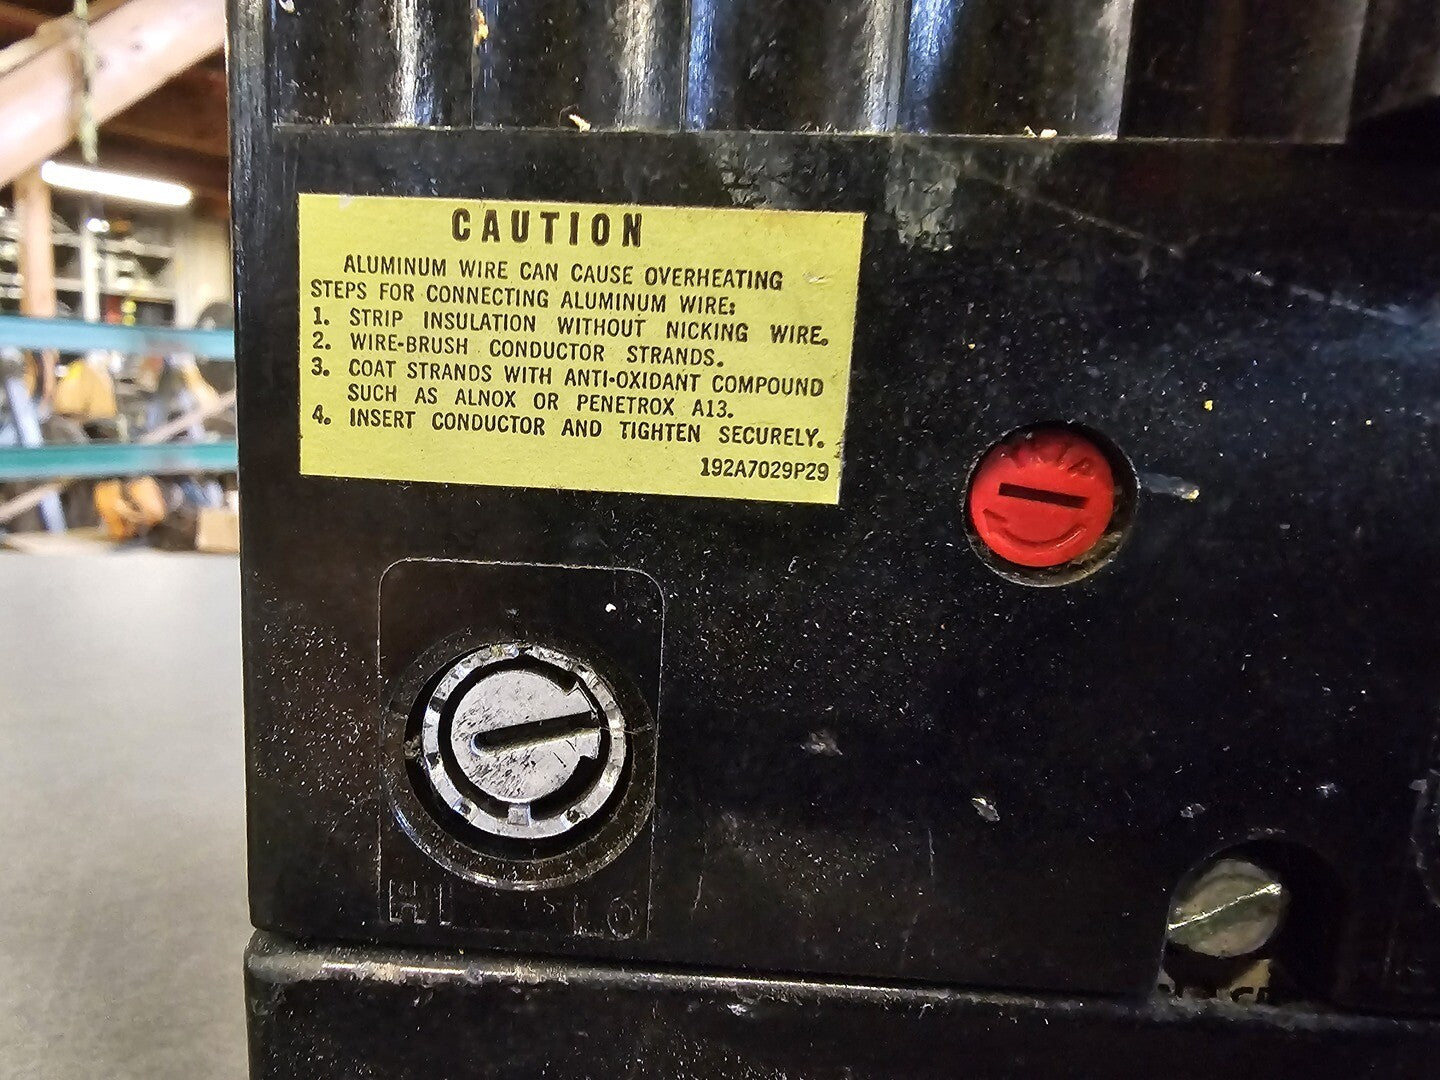 CAUTION
ALUMINUM WIRE CAN CAUSE OVERHEATING
STEPS FOR CONNECTING ALUMINUM WIRE:
1. STRIP INSULATION WITHOUT NICKING WIRE.
2. WIRE-BRUSH CONDUCTOR STRANDS.
3. COAT STRANDS WITH ANTI-OXIDANT COMPOUND
SUCH AS ALNOX OR PENETROX A13.
4. INSERT CONDUCTOR AND TIGHTEN SECURELY.
192A7029P29
HI LO